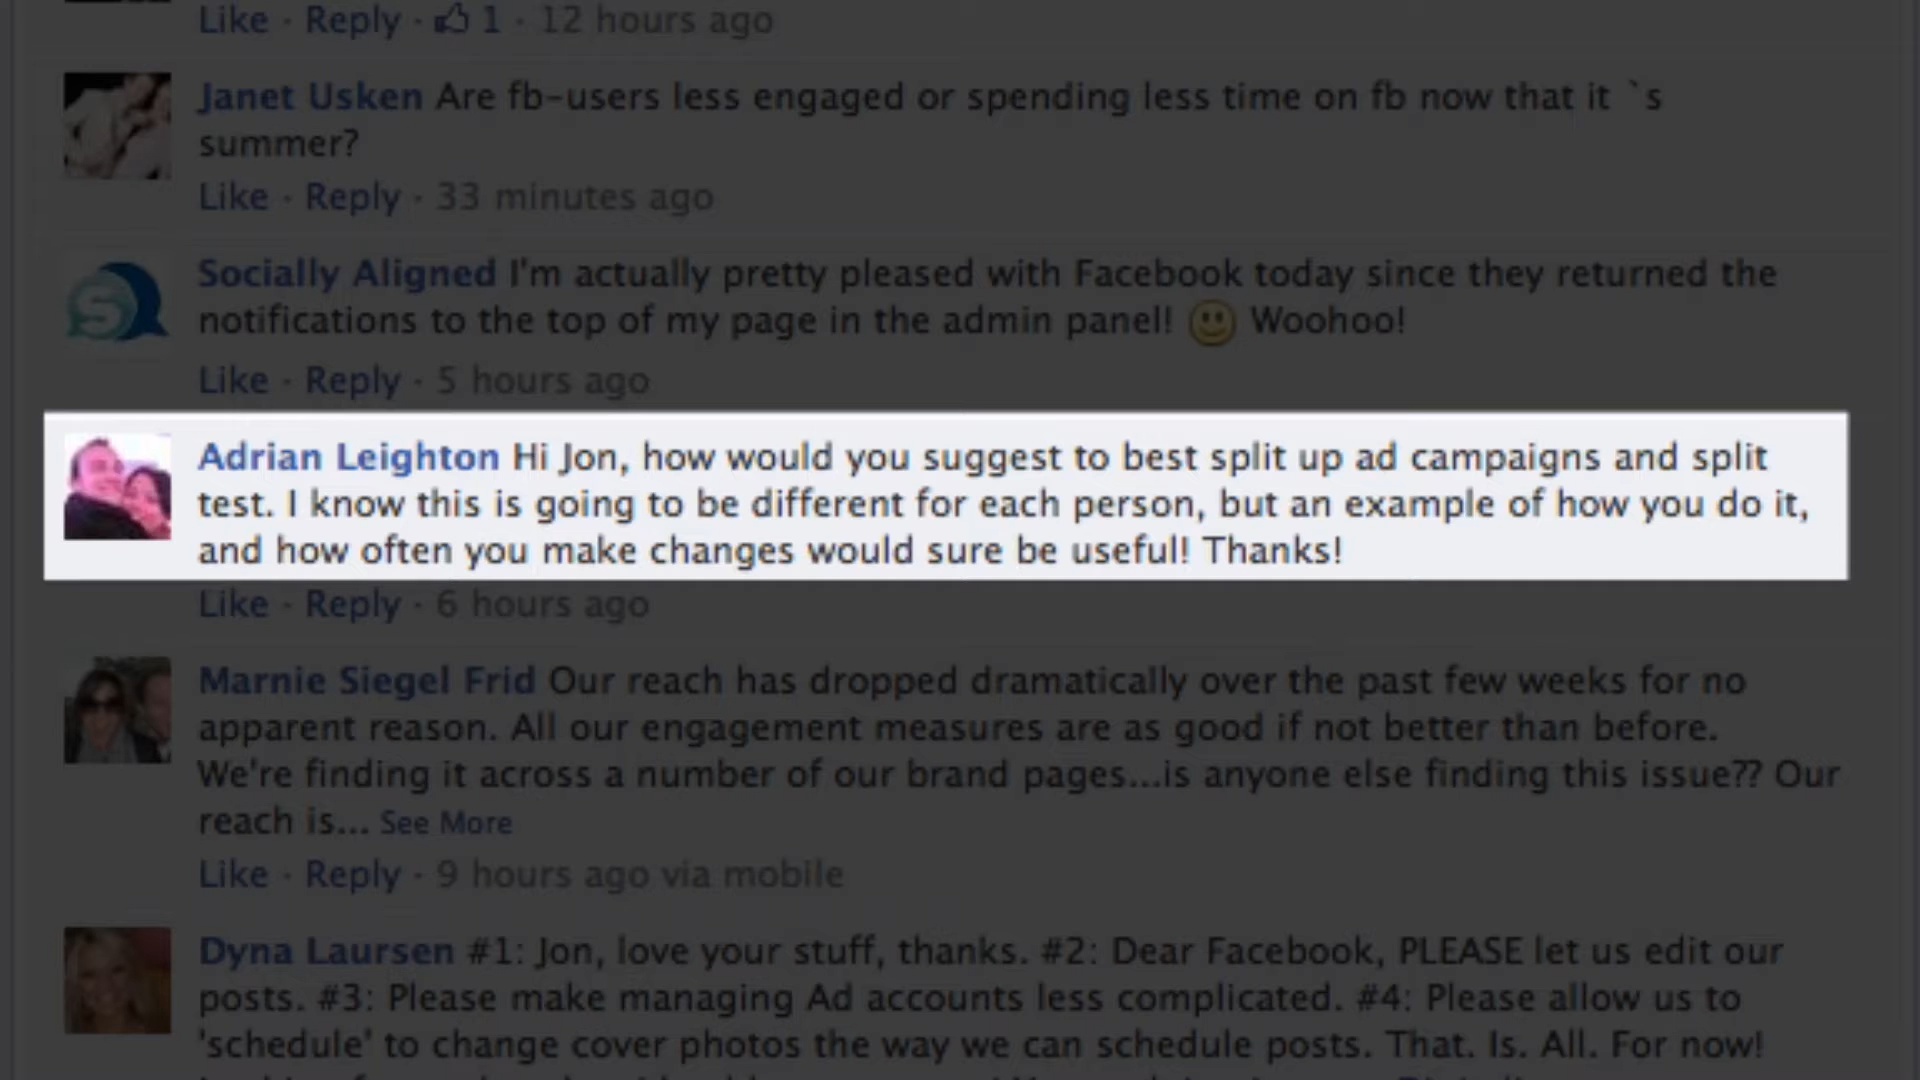 Like · Reply · 1 · 12 hours ago
Janet Usken Are fb-users less engaged or spending less time on fb now that it `s
summer?
Like · Reply · 33 minutes ago
Socially Aligned I'm actually pretty pleased with Facebook today since they returned the
notifications to the top of my page in the admin panel! Woohoo!
Like · Reply · 5 hours ago
Adrian Leighton Hi Jon, how would you suggest to best split up ad campaigns and split
test. I know this is going to be different for each person, but an example of how you do it,
and how often you make changes would sure be useful! Thanks!
Like · Reply · 6 hours ago
Marnie Siegel Frid Our reach has dropped dramatically over the past few weeks for no
apparent reason. All our engagement measures are as good if not better than before.
We're finding it across a number of our brand pages...is anyone else finding this issue?? Our
reach is... See More
Like · Reply · 9 hours ago via mobile
Dyna Laursen #1: Jon, love your stuff, thanks. #2: Dear Facebook, PLEASE let us edit our
posts. #3: Please make managing Ad accounts less complicated. #4: Please allow us to
'schedule' to change cover photos the way we can schedule posts. That. Is. All. For now!